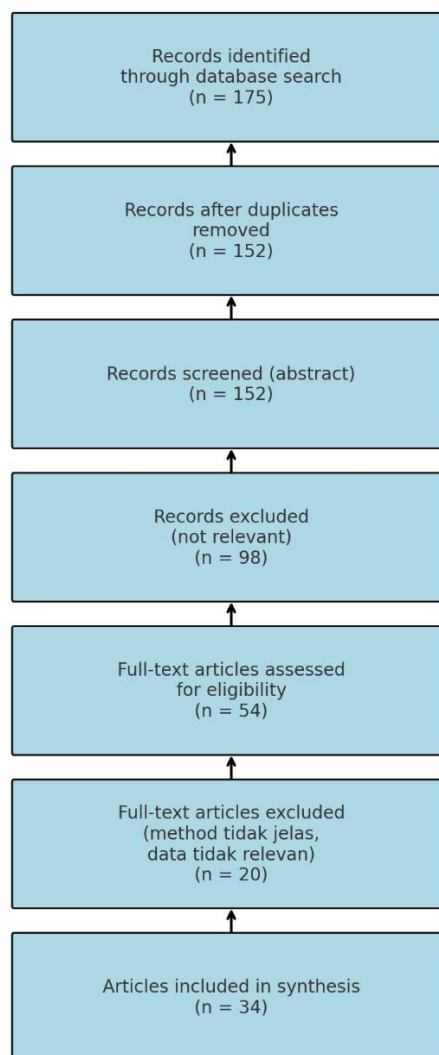 Records identified
through database search
(n = 175)
Records after duplicates
removed
(n = 152)
Records screened (abstract)
(n = 152)
Records excluded
(not relevant)
(n = 98)
Full-text articles assessed
for eligibility
(n = 54)
Full-text articles excluded
(method tidak jelas,
data tidak relevan)
(n = 20)
Articles included in synthesis
(n = 34)